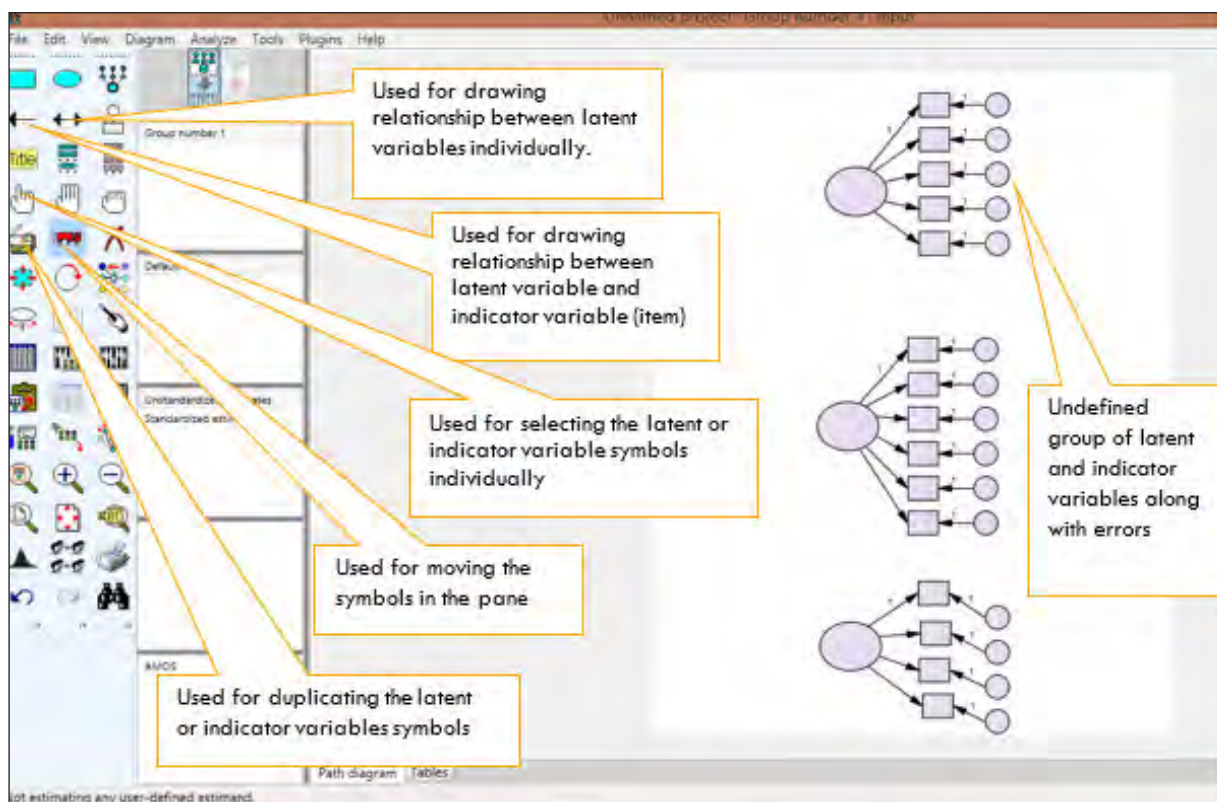 Unnamed project : Group number 1 : Input
File Edit View Diagram Analyze Tools Plugins Help
Title
Group number 1
Default
Unstandardized
Standardized
AMOS
Used for drawing
relationship between latent
variables individually.
Used for drawing
relationship between
latent variable and
indicator variable (item)
Used for selecting the latent or
indicator variable symbols
individually
Used for moving the
symbols in the pane
Used for duplicating the latent
or indicator variables symbols
Undefined
group of latent
and indicator
variables along
with errors
Path diagram Tables
not estimating any user-defined estimand.